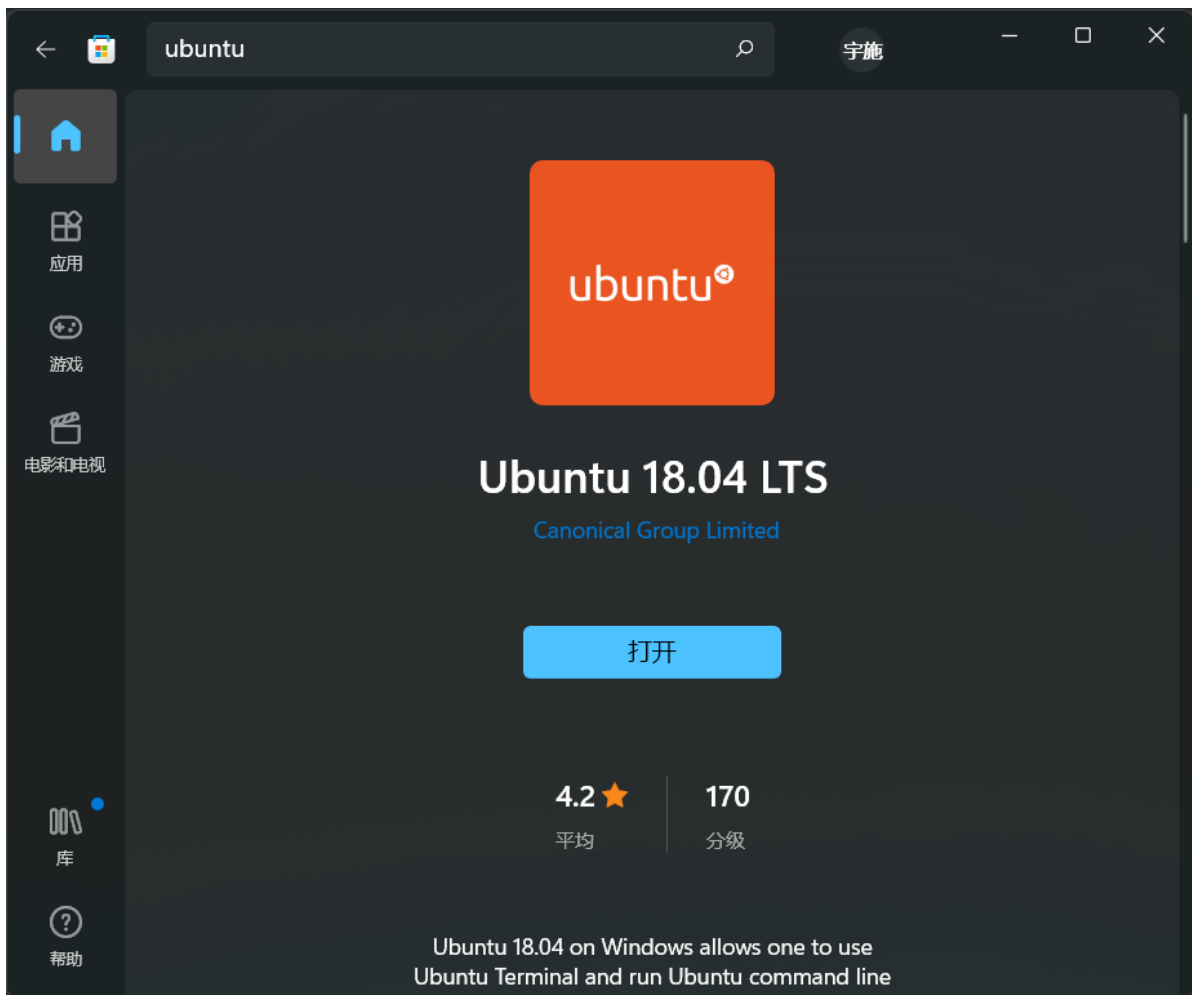 ubuntu
宇施
应用
游戏
电影和电视
库
帮助
ubuntu
Ubuntu 18.04 LTS
Canonical Group Limited
打开
4.2
平均
170
分级
Ubuntu 18.04 on Windows allows one to use
Ubuntu Terminal and run Ubuntu command line